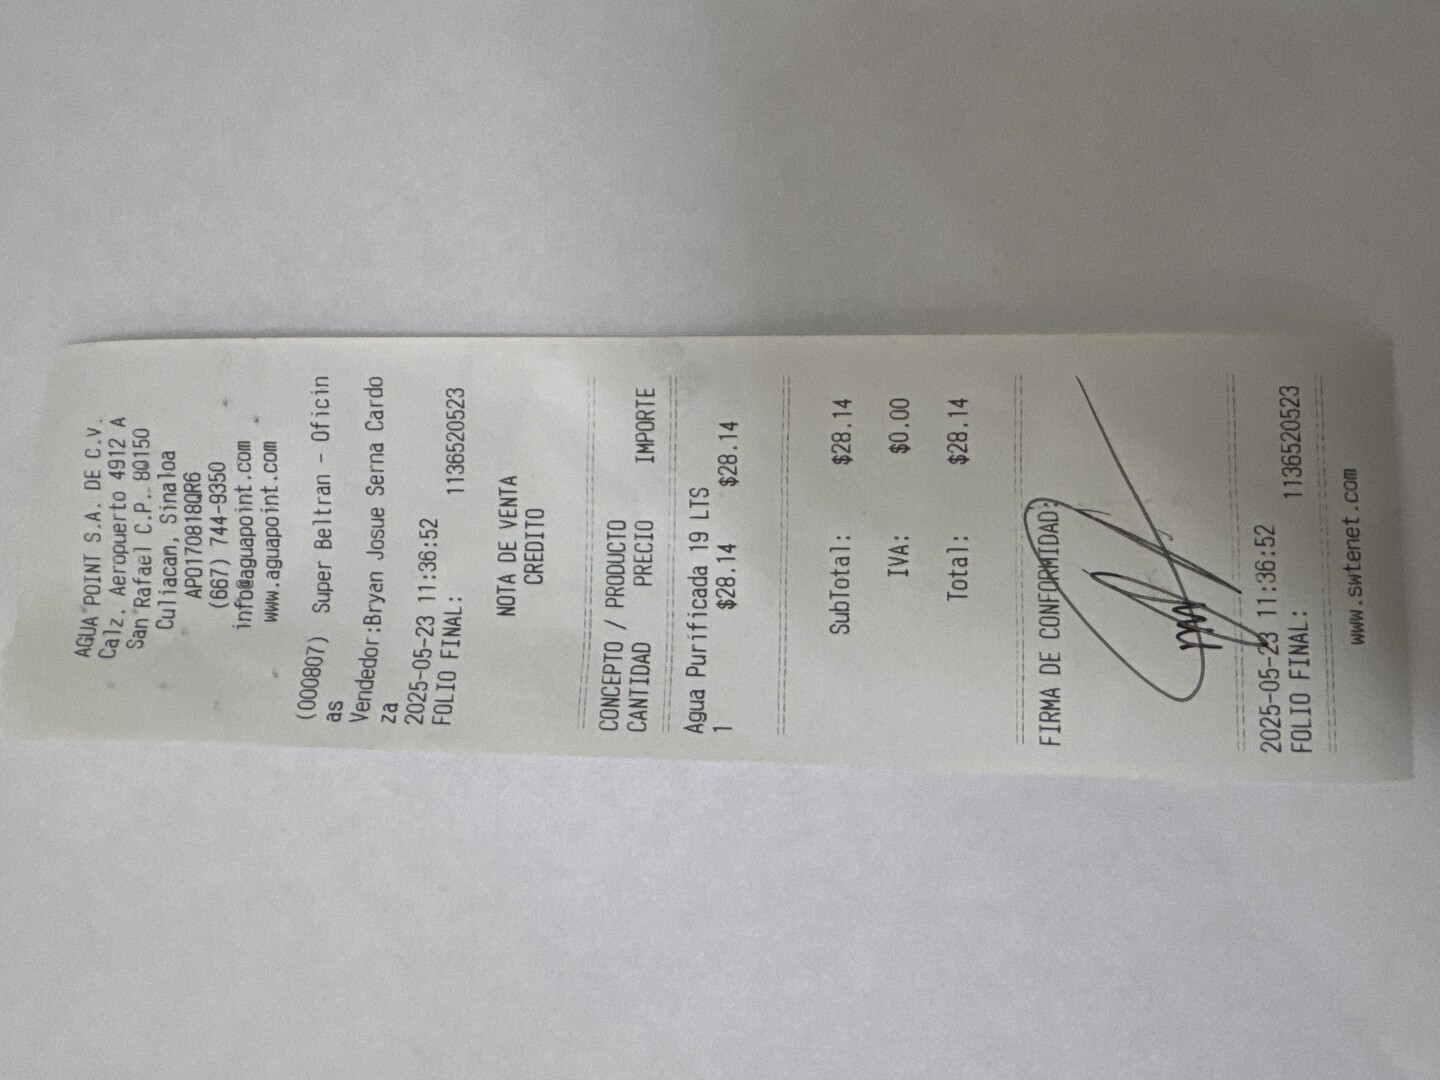 AGUA POINT S.A. DE C.V.
Calz. Aeropuerto 4912 A
San Rafael C.P. 80150
Culiacan, Sinaloa
APO170818QR6
(667) 744-9350
info@aguapoint.com
www.aguapoint.com
(000807) Super Beltran - Oficin
as
Vendedor:Bryan Josue Serna Cardo
za
2025-05-23 11:36:52
FOLIO FINAL: 1136520523
NOTA DE VENTA
CREDITO
CONCEPTO / PRODUCTO
CANTIDAD PRECIO IMPORTE
Agua Purificada 19 LTS
1 $28.14 $28.14
SubTotal: $28.14
IVA: $0.00
Total: $28.14
FIRMA DE CONFORMIDAD:
2025-05-23 11:36:52
FOLIO FINAL: 1136520523
www.swtenet.com